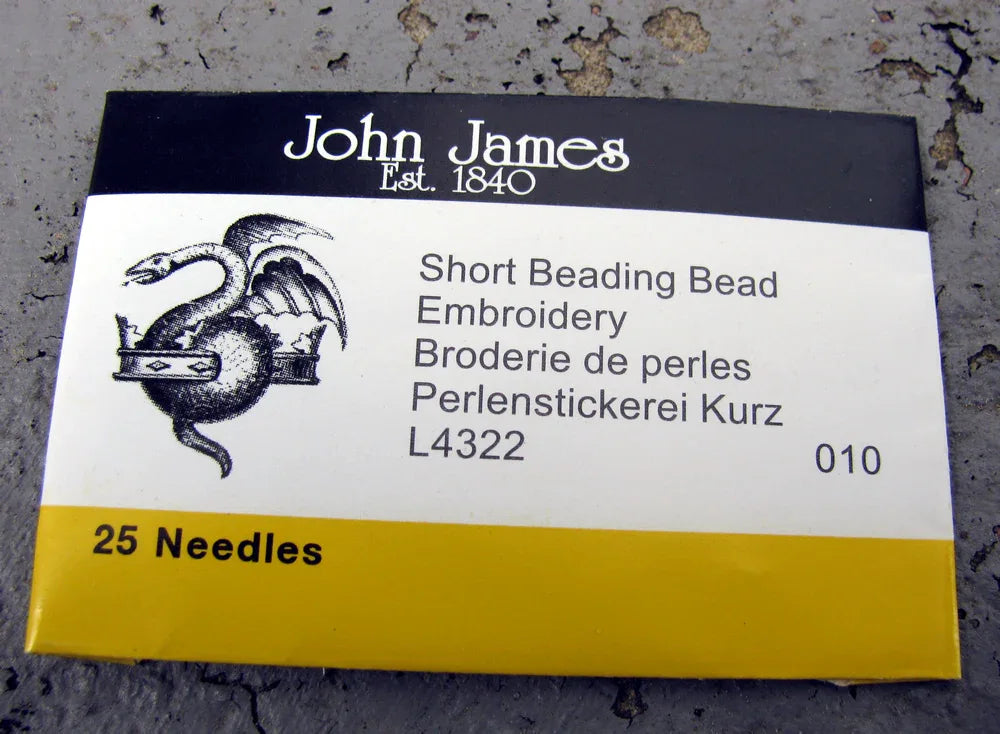 John James
Est. 1840
Short Beading Bead
Embroidery
Broderie de perles
Perlenstickerei Kurz
L4322 010
25 Needles